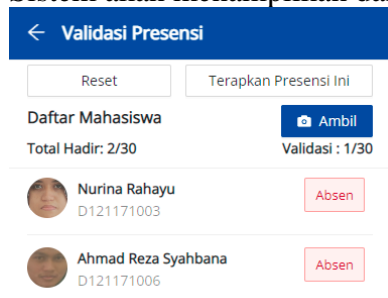 Validasi Presensi
Reset Terapkan Presensi Ini
Daftar Mahasiswa Ambil
Total Hadir: 2/30 Validasi : 1/30
Nurina Rahayu
Absen
D121171003
Ahmad Reza Syahbana
Absen
D121171006